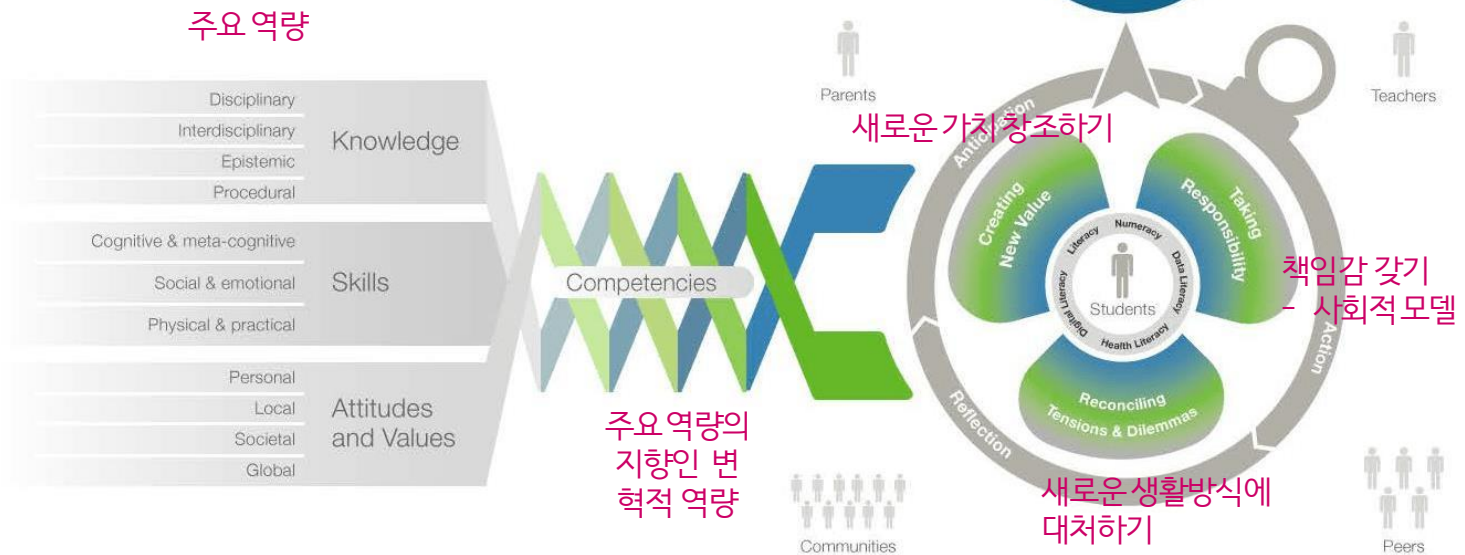 주요 역량
Disciplinary
Interdisciplinary
Epistemic
Procedural
Knowledge
Cognitive & meta-cognitive
Social & emotional
Physical & practical
Skills
Personal
Local
Societal
Global
Attitudes
and Values
Competencies
주요 역량의
지향인 변
혁적 역량
Parents
Teachers
새로운 가치 창조하기
Anticipation
Creating
New Value
Taking
Responsibility
책임감 갖기
- 사회적 모델
Action
Literacy
Numeracy
Data Literacy
Health Literacy
Digital Literacy
Students
Reconciling
Tensions & Dilemmas
Reflection
새로운 생활방식에
대처하기
Communities
Peers